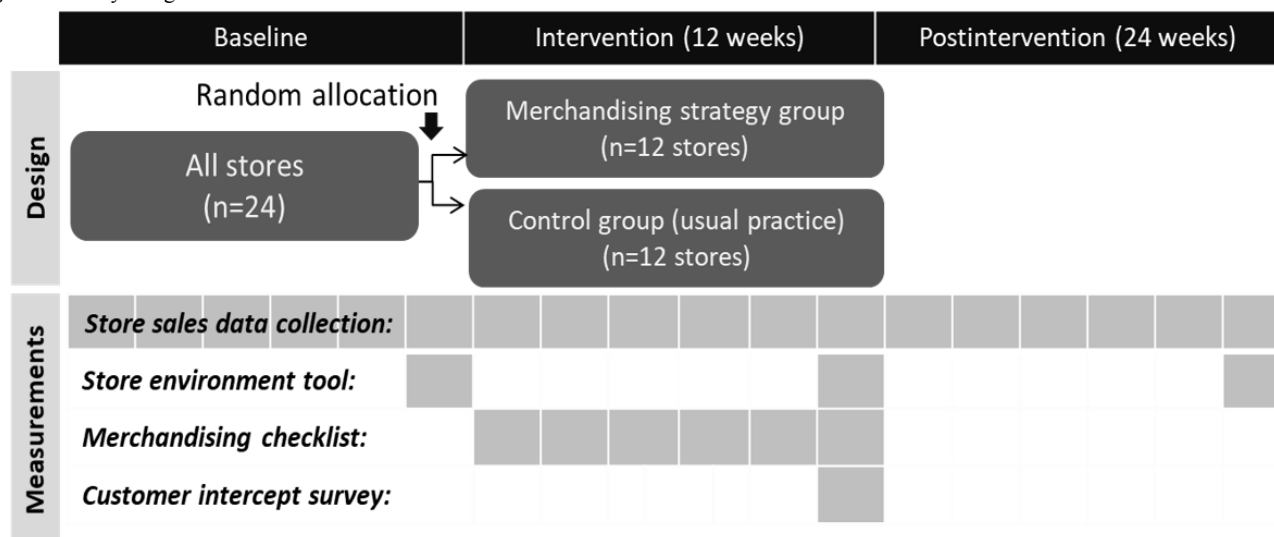 Baseline
Intervention (12 weeks)
Postintervention (24 weeks)
Design
Random allocation
All stores
(n=24)
Merchandising strategy group
(n=12 stores)
Control group (usual practice)
(n=12 stores)
Measurements
Store sales data collection:
Store environment tool:
Merchandising checklist:
Customer intercept survey: